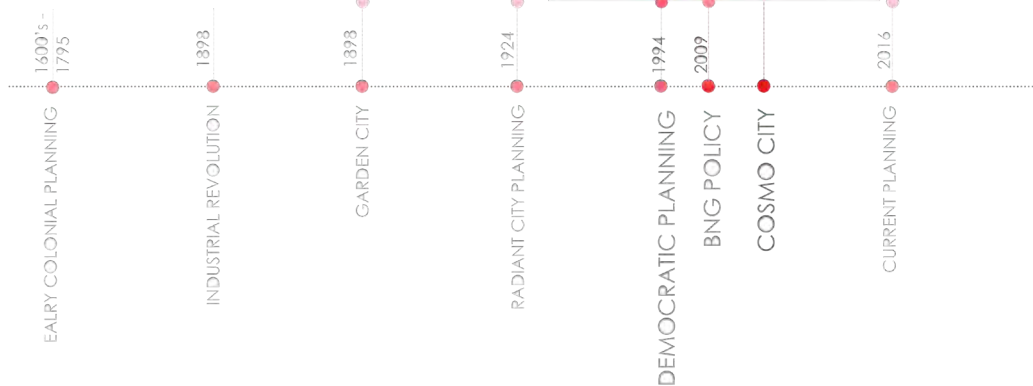 1600's -
1795
EALRY COLONIAL PLANNING
1898
INDUSTRIAL REVOLUTION
1898
GARDEN CITY
1924
RADIANT CITY PLANNING
1994
DEMOCRATIC PLANNING
2009
BNG POLICY
COSMO CITY
2016
CURRENT PLANNING